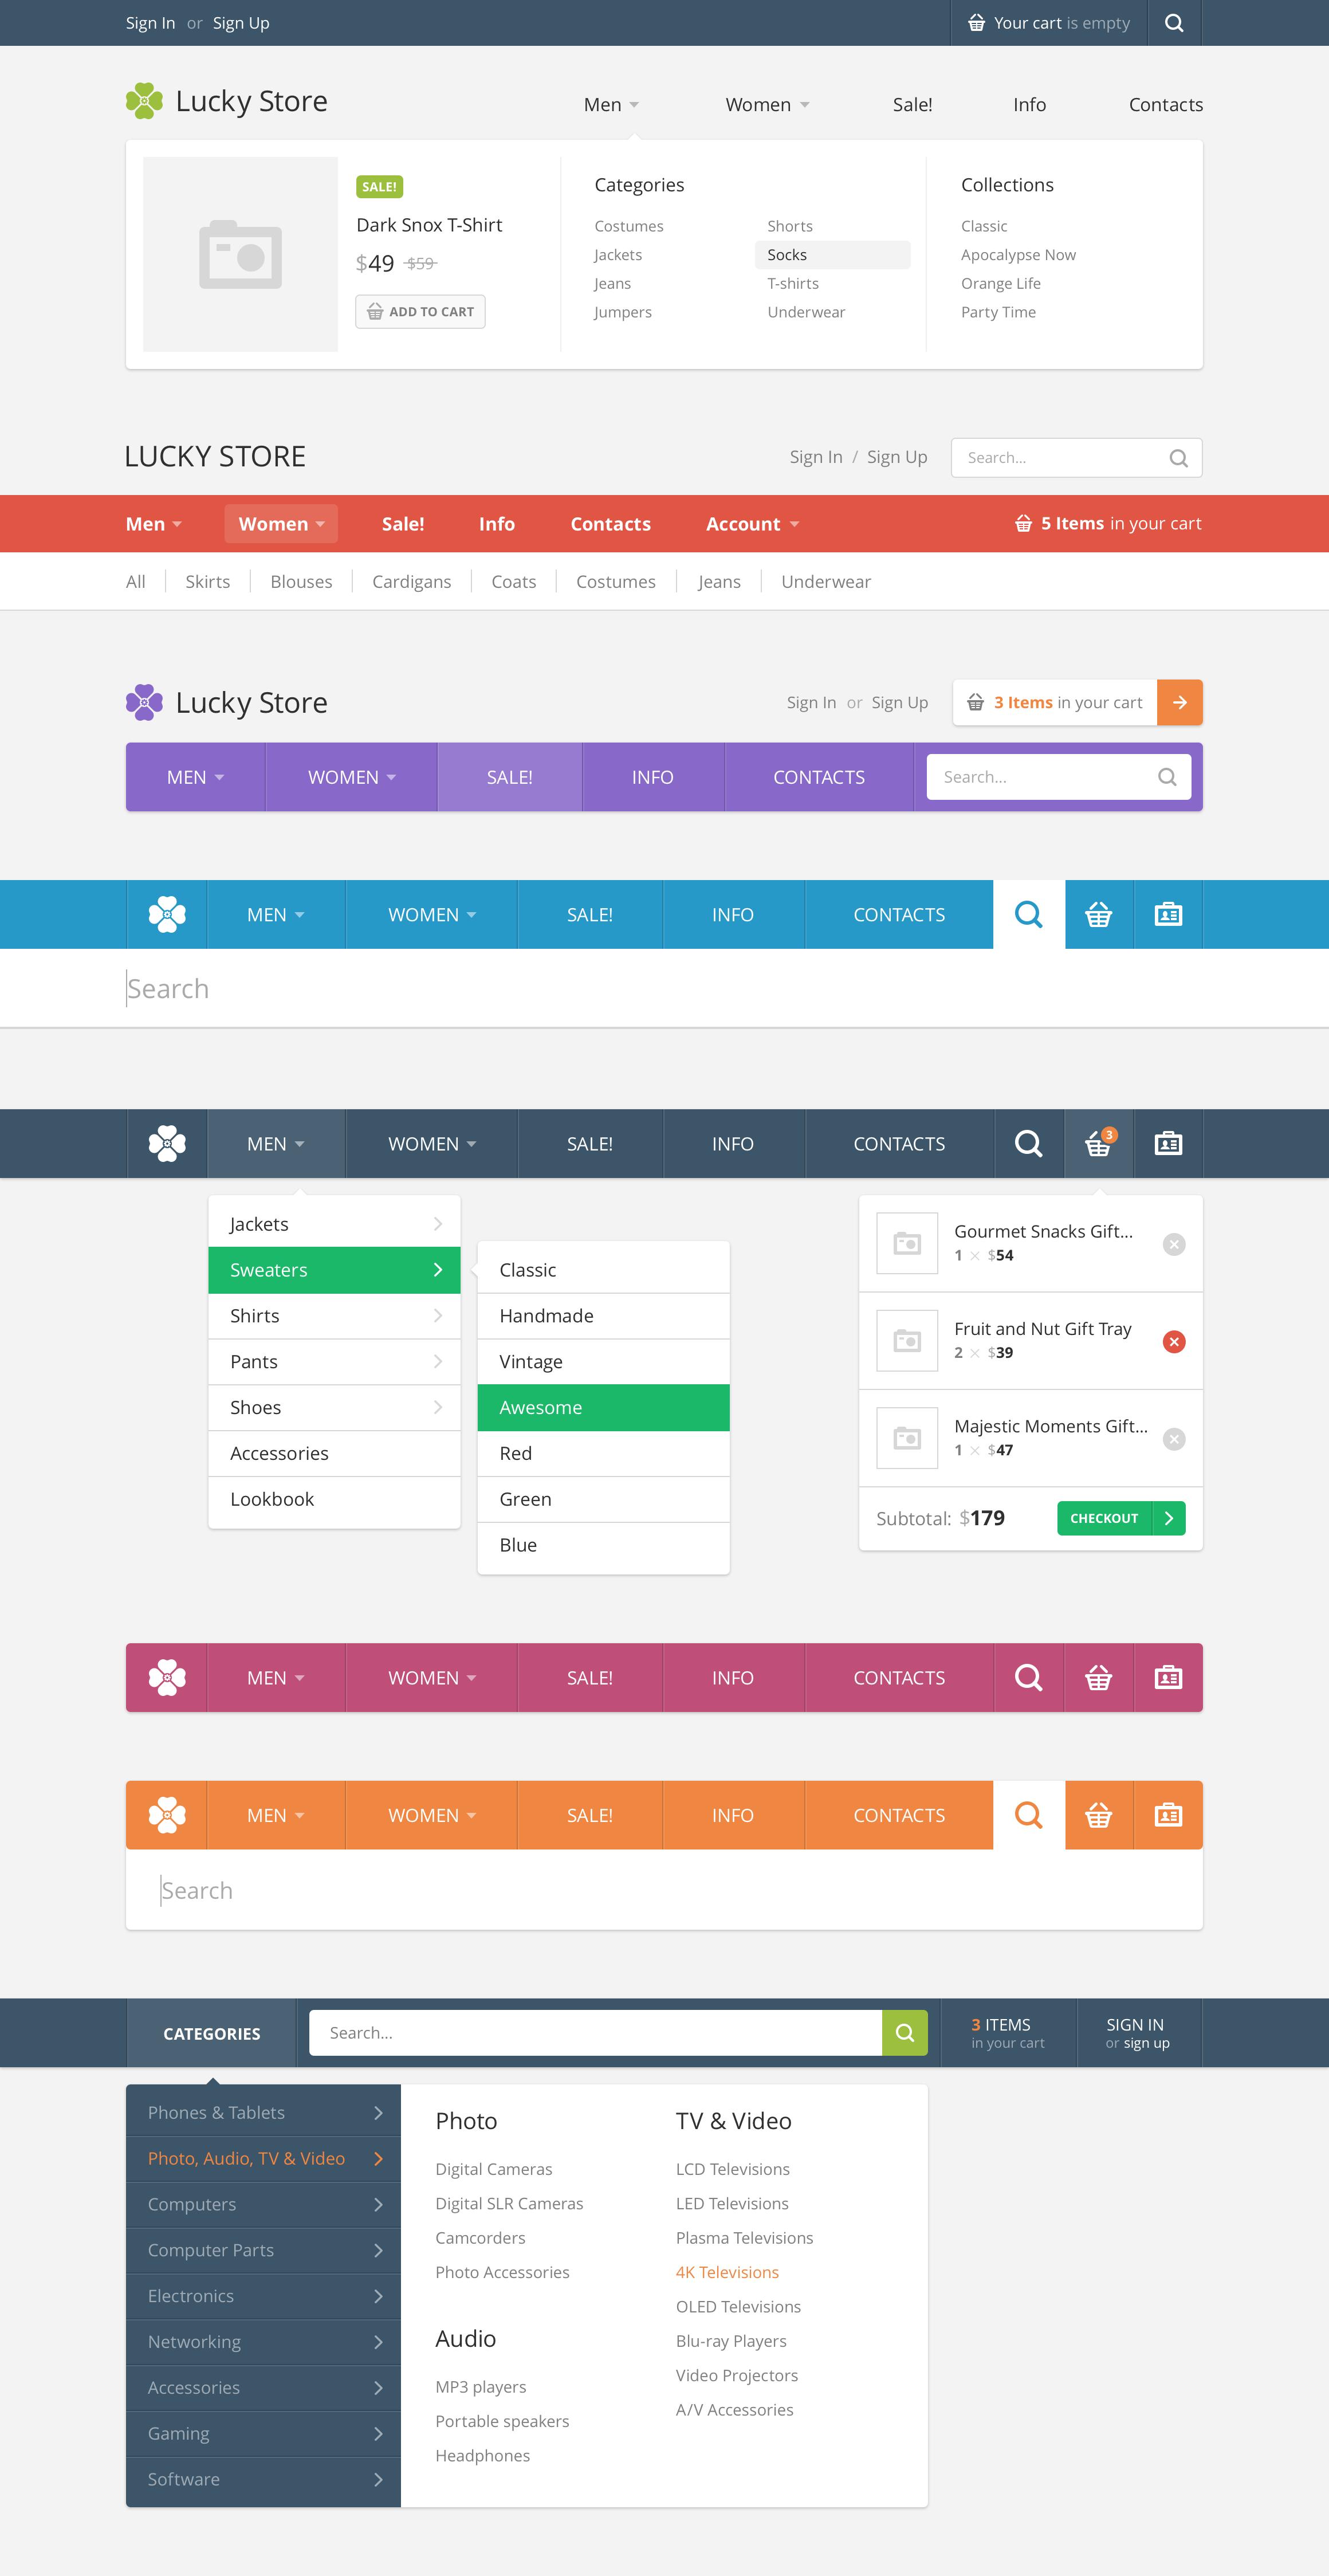 Sign In or Sign Up Your cart is empty
Lucky Store Men Women Sale! Info Contacts
SALE!
Dark Snox T-Shirt
$49 $59
ADD TO CART
Categories
Costumes Shorts
Jackets Socks
Jeans T-shirts
Jumpers Underwear
Collections
Classic
Apocalypse Now
Orange Life
Party Time
LUCKY STORE Sign In / Sign Up Search...
Men Women Sale! Info Contacts Account 5 Items in your cart
All Skirts Blouses Cardigans Coats Costumes Jeans Underwear
Lucky Store Sign In or Sign Up 3 Items in your cart
MEN WOMEN SALE! INFO CONTACTS Search...
MEN WOMEN SALE! INFO CONTACTS
Search
MEN WOMEN SALE! INFO CONTACTS 3
Jackets
Sweaters
Shirts
Pants
Shoes
Accessories
Lookbook
Classic
Handmade
Vintage
Awesome
Red
Green
Blue
Gourmet Snacks Gift...
1 × $54
Fruit and Nut Gift Tray
2 × $39
Majestic Moments Gift...
1 × $47
Subtotal: $179 CHECKOUT
MEN WOMEN SALE! INFO CONTACTS
MEN WOMEN SALE! INFO CONTACTS
Search
CATEGORIES Search...
3 ITEMS
in your cart
SIGN IN
or sign up
Phones & Tablets
Photo, Audio, TV & Video
Computers
Computer Parts
Electronics
Networking
Accessories
Gaming
Software
Photo
Digital Cameras
Digital SLR Cameras
Camcorders
Photo Accessories
Audio
MP3 players
Portable speakers
Headphones
TV & Video
LCD Televisions
LED Televisions
Plasma Televisions
4K Televisions
OLED Televisions
Blu-ray Players
Video Projectors
A/V Accessories